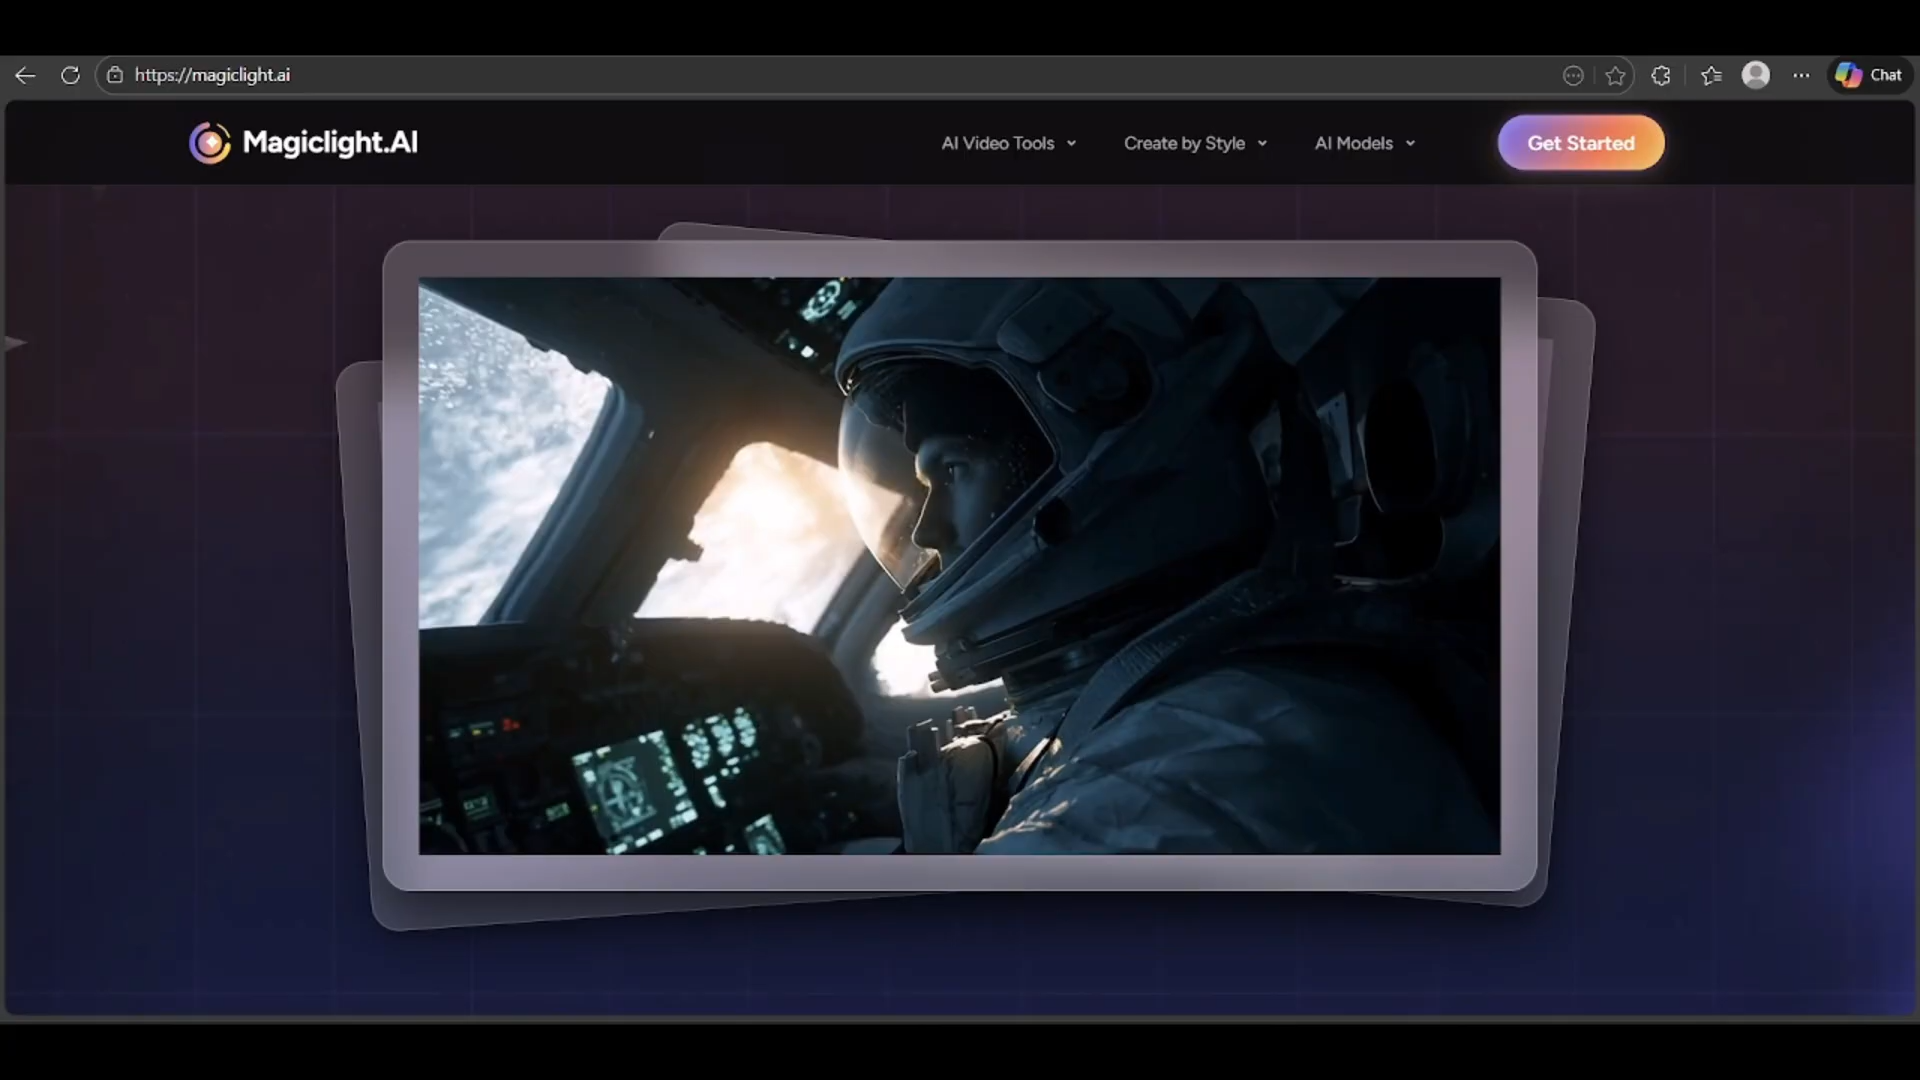 https://magiclight.ai
Chat
Magiclight.AI
AI Video Tools
Create by Style
AI Models
Get Started